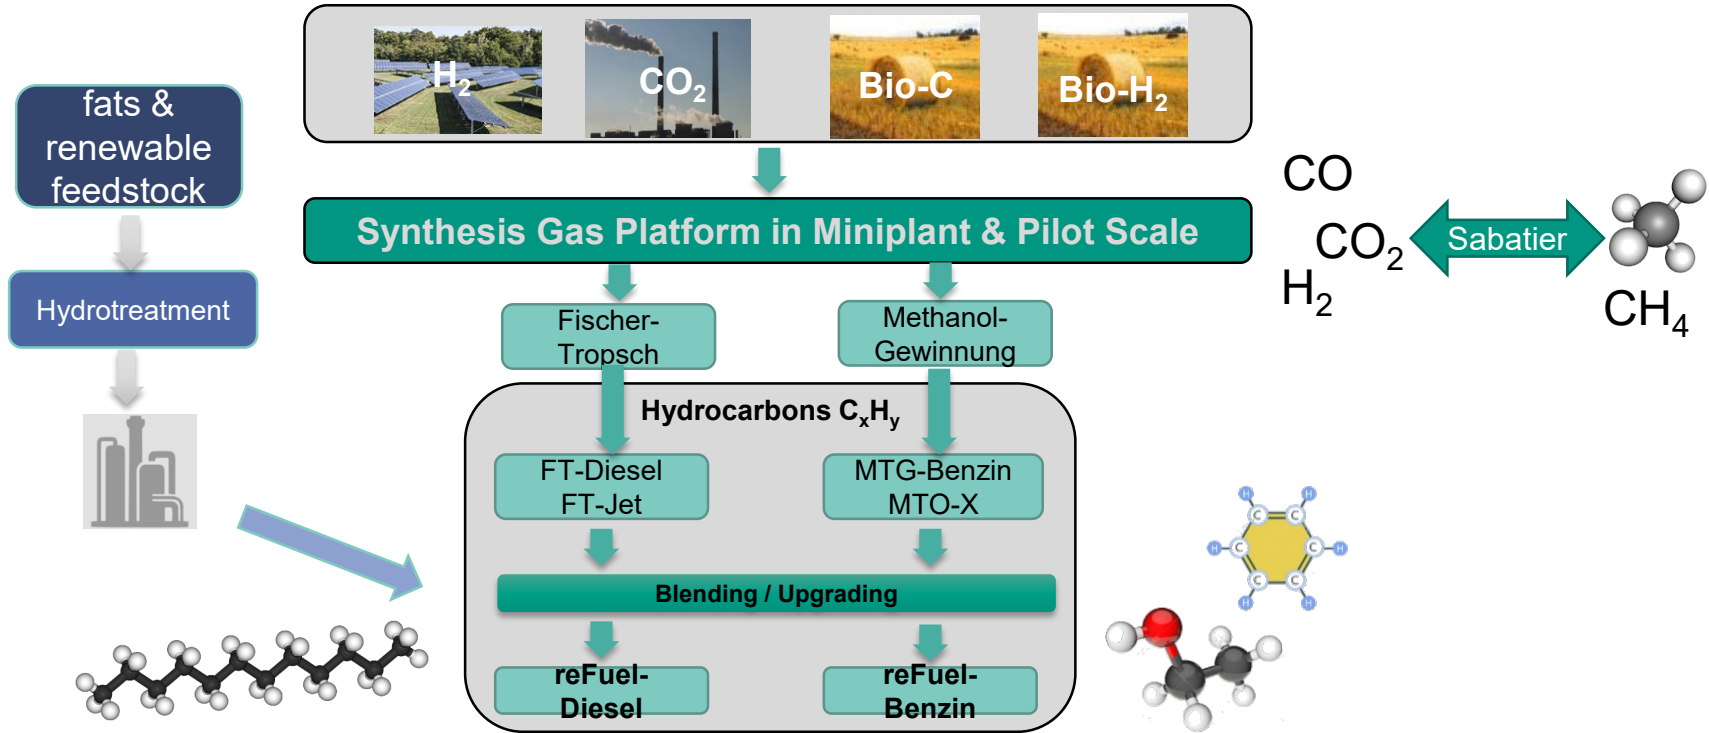 H2
CO2
Bio-C
Bio-H2
fats &
renewable
feedstock
Hydrotreatment
Synthesis Gas Platform in Miniplant & Pilot Scale
CO
CO2
H2
Sabatier
CH4
Fischer-
Tropsch
Methanol-
Gewinnung
Hydrocarbons CxHy
FT-Diesel
FT-Jet
MTG-Benzin
MTO-X
Blending / Upgrading
reFuel-
Diesel
reFuel-
Benzin
H H
C C
H C C H
C C
H H